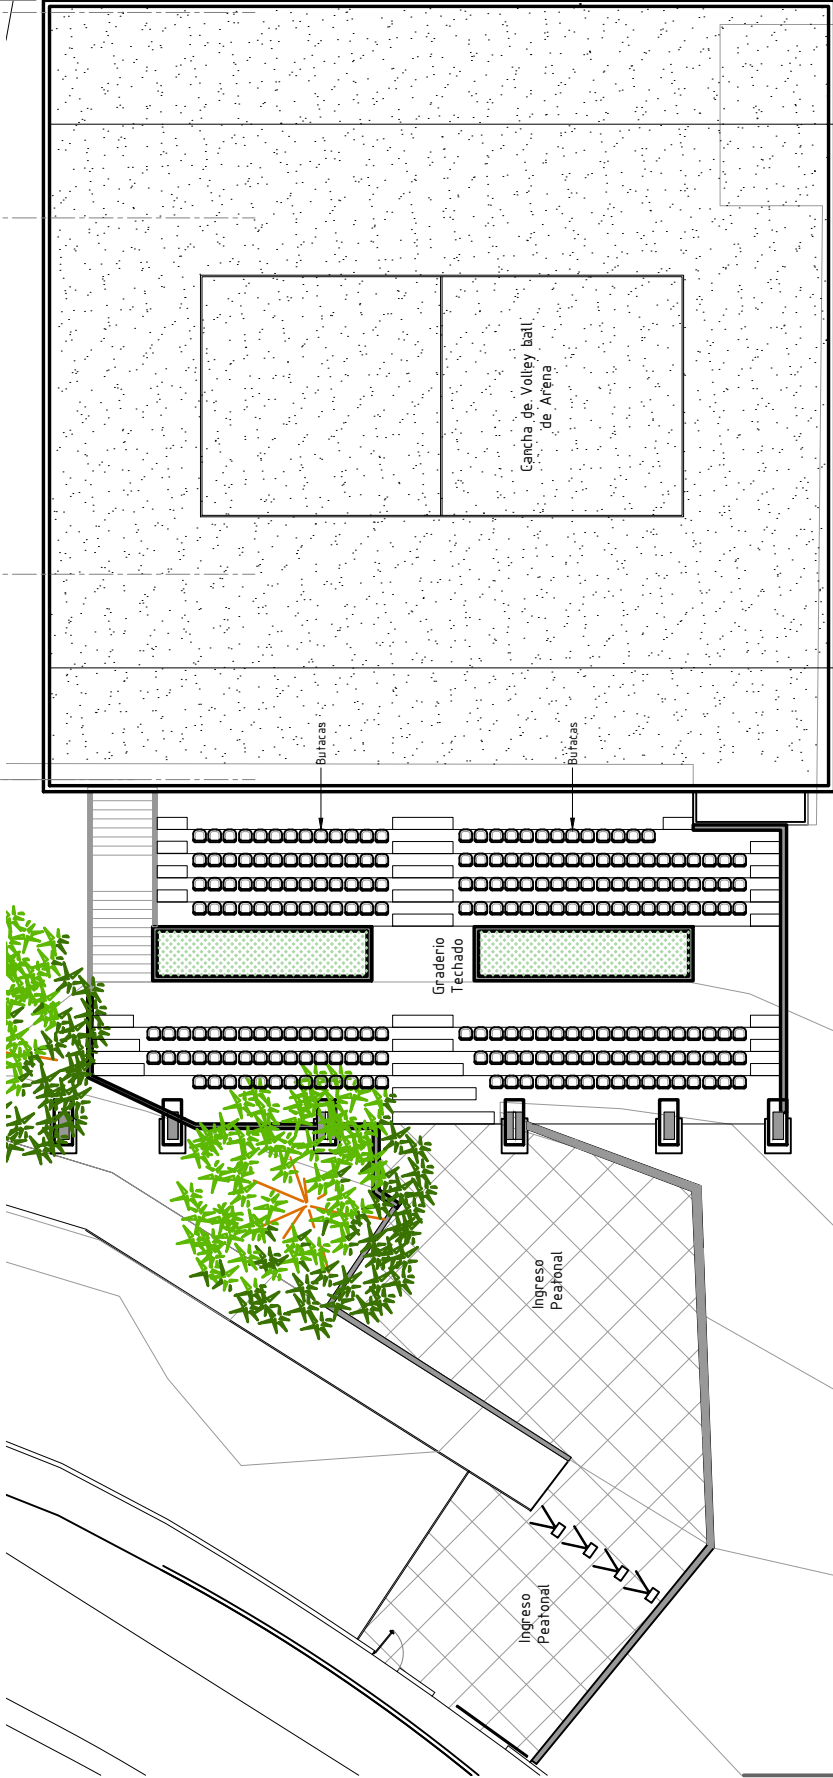 Cancha de Volley ball
de Arena
Butacas
Butacas
Graderio
Techado
Ingreso
Peatonal
Ingreso
Peatonal